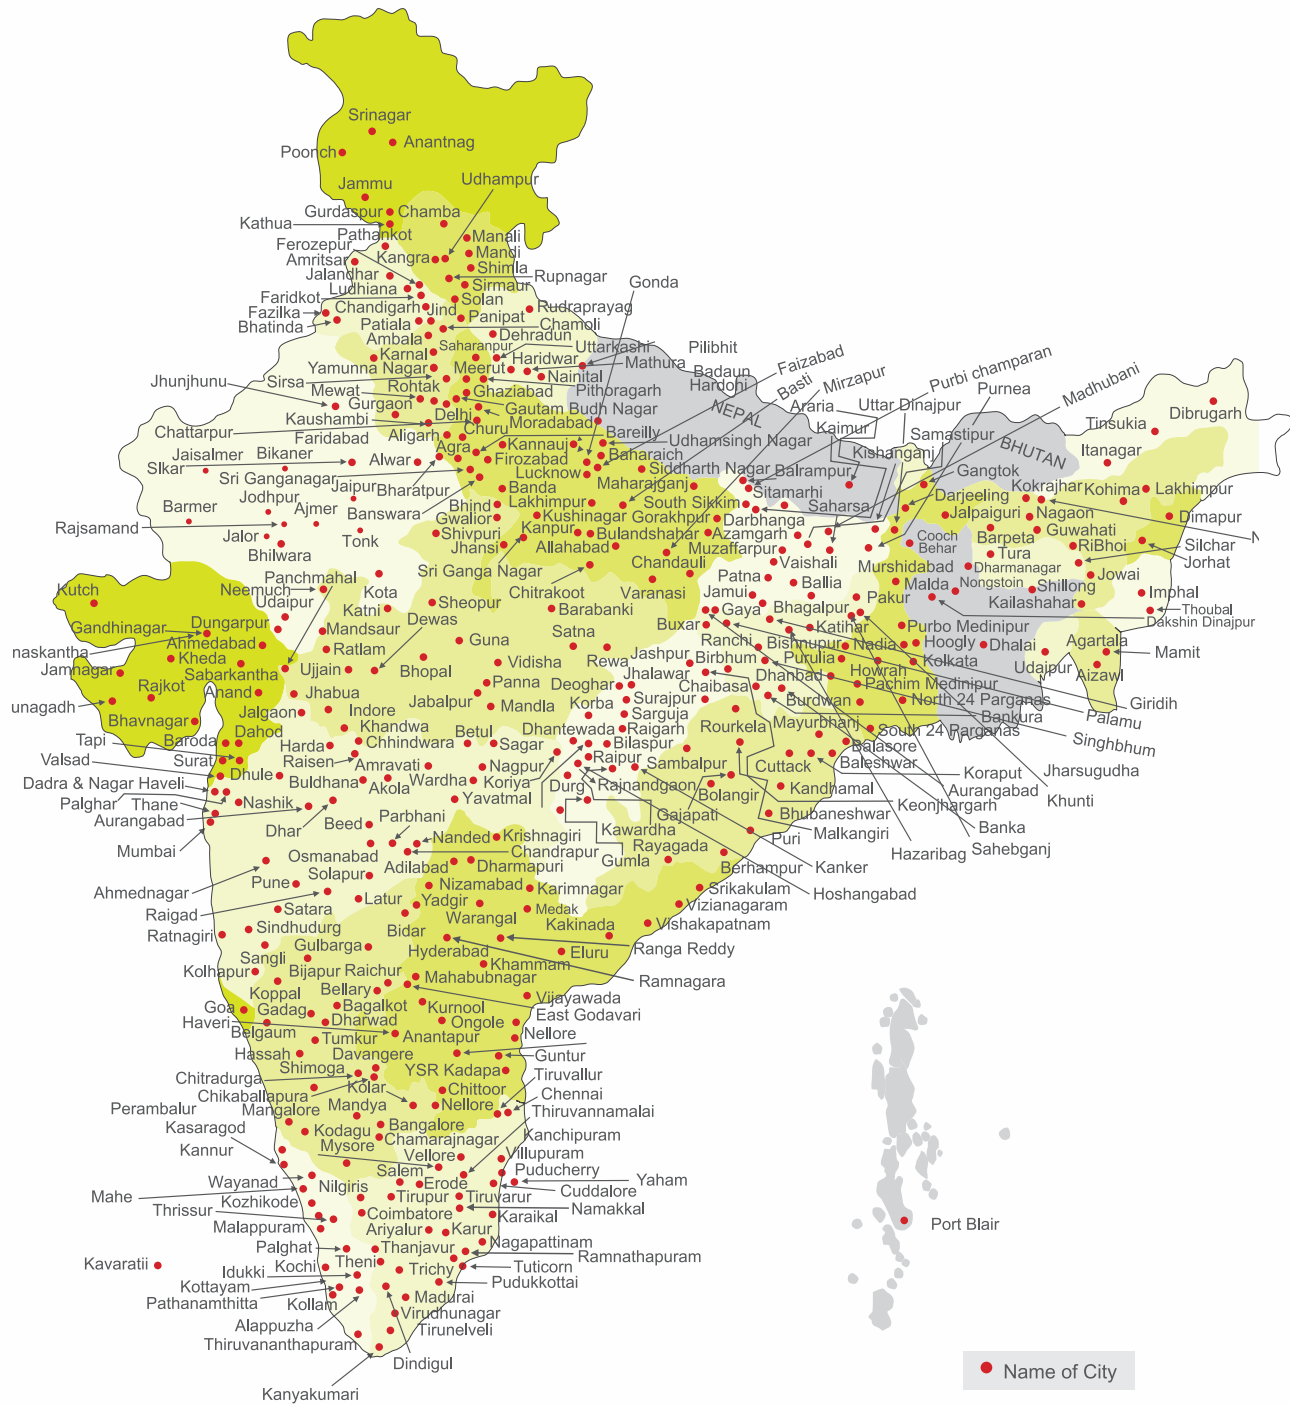 Srinagar
Anantnag
Poonch
Udhampur
Jammu
Gurdaspur
Chamba
Kathua
Pathankot
Manali
Ferozepur
Mandi
Amritsar
Kangra
Shimla
Jalandhar
Rupnagar
Gonda
Ludhiana
Sirmaur
Faridkot
Solan
Fazilka
Chandigarh
Jind
Rudraprayag
Bhatinda
Patiala
Panipat
Chamoli
Ambala
Dehradun
Saharanpur
Uttarkashi
Pilibhit
Karnal
Haridwar
Mathura
Faizabad
Yamunna Nagar
Meerut
Badaun
Basti
Mirzapur
Purbi champaran
Jhunjhunu
Sirsa
Nainital
Hardohi
Purnea
Madhubani
Rohtak
Pithoragarh
Mewat
Ghaziabad
NEPAL
Araria
Uttar Dinajpur
Dibrugarh
Gurgaon
Gautam Budh Nagar
Kaimur
Samastipur
Tinsukia
Kaushambi
Delhi
Moradabad
Chattarpur
Churu
Bareilly
Kishanganj
BHUTAN
Faridabad
Aligarh
Kannauj
Udhamsingh Nagar
Itanagar
Jaisalmer
Bikaner
Agra
Firozabad
Baharaich
SIkar
Alwar
Lucknow
Siddharth Nagar
Balrampur
Gangtok
Sri Ganganagar
Maharajganj
Sitamarhi
Kokrajhar
Kohima
Lakhimpur
Jaipur
Bharatpur
Banda
Jodhpur
Darjeeling
Barmer
Ajmer
Banswara
Bhind
Lakhimpur
South Sikkim
Saharsa
Jalpaiguri
Nagaon
Dimapur
Rajsamand
Gwalior
Kushinagar
Gorakhpur
Darbhanga
Guwahati
N
Jalor
Tonk
Shivpuri
Kanpur
Bulandshahar
Azamgarh
Cooch
Behar
Barpeta
RiBhoi
Silchar
Bhilwara
Jhansi
Allahabad
Muzaffarpur
Tura
Jorhat
Panchmahal
Sri Ganga Nagar
Chandauli
Vaishali
Murshidabad
Dharmanagar
Kutch
Neemuch
Kota
Chitrakoot
Varanasi
Patna
Ballia
Malda
Nongstoin
Shillong
Jowai
Imphal
Udaipur
Katni
Sheopur
Barabanki
Jamui
Bhagalpur
Pakur
Kailashahar
Thoubal
Gandhinagar
Dungarpur
Dewas
Buxar
Gaya
Katihar
Purbo Medinipur
Dakshin Dinajpur
Mandsaur
Satna
Ranchi
Bishnupur
Nadia
Hoogly
Dhalai
Agartala
naskantha
Ahmedabad
Guna
Kheda
Ratlam
Rewa
Jashpur
Birbhum
Purulia
Kolkata
Udaipur
Mamit
Jamnagar
Sabarkantha
Ujjain
Bhopal
Vidisha
Jhalawar
Dhanbad
Howrah
Aizawl
Rajkot
Anand
Jhabua
Panna
Deoghar
Chaibasa
Pachim Medinipur
unagadh
Jalgaon
Indore
Jabalpur
Mandla
Korba
Surajpur
Burdwan
North 24 Parganas
Giridih
Bhavnagar
Khandwa
Sarguja
Rourkela
Mayurbhanj
Bankura
Palamu
Tapi
Baroda
Dahod
Harda
Chhindwara
Betul
Sagar
Dhantewada
Raigarh
South 24 Parganas
Singhbhum
Valsad
Surat
Raisen
Bilaspur
Balasore
Dhule
Amravati
Nagpur
Raipur
Sambalpur
Cuttack
Baleshwar
Dadra & Nagar Haveli
Buldhana
Akola
Wardha
Koriya
Durg
Rajnandgaon
Bolangir
Kandhamal
Koraput
Jharsugudha
Palghar
Thane
Nashik
Yavatmal
Aurangabad
Khunti
Aurangabad
Parbhani
Gajapati
Bhubaneshwar
Keonjhargarh
Dhar
Beed
Nanded
Krishnagiri
Kawardha
Puri
Malkangiri
Banka
Mumbai
Osmanabad
Chandrapur
Rayagada
Sahebganj
Solapur
Adilabad
Dharmapuri
Gumla
Berhampur
Kanker
Hazaribag
Ahmednagar
Pune
Nizamabad
Karimnagar
Srikakulam
Hoshangabad
Raigad
Latur
Yadgir
Vizianagaram
Satara
Warangal
Medak
Ratnagiri
Sindhudurg
Bidar
Kakinada
Vishakapatnam
Gulbarga
Hyderabad
Eluru
Ranga Reddy
Sangli
Kolhapur
Bijapur
Raichur
Khammam
Ramnagara
Koppal
Bellary
Mahabubnagar
Goa
Gadag
Bagalkot
Kurnool
Vijayawada
Haveri
Dharwad
Ongole
East Godavari
Belgaum
Tumkur
Anantapur
Nellore
Hassah
Davangere
Guntur
Shimoga
YSR Kadapa
Tiruvallur
Chitradurga
Chikaballapura
Kolar
Chittoor
Chennai
Perambalur
Mangalore
Mandya
Nellore
Thiruvannamalai
Kasaragod
Kodagu
Bangalore
Kanchipuram
Kannur
Mysore
Chamarajnagar
Vellore
Villupuram
Wayanad
Salem
Puducherry
Yaham
Mahe
Nilgiris
Erode
Cuddalore
Thrissur
Kozhikode
Tirupur
Tiruvarur
Namakkal
Malappuram
Coimbatore
Karaikal
Port Blair
Ariyalur
Karur
Palghat
Thanjavur
Nagapattinam
Kavaratii
Kochi
Theni
Ramnathapuram
Idukki
Trichy
Tuticorn
Kottayam
Pudukkottai
Pathanamthitta
Kollam
Madurai
Alappuzha
Virudhunagar
Thiruvananthapuram
Tirunelveli
Dindigul
Kanyakumari
Name of City